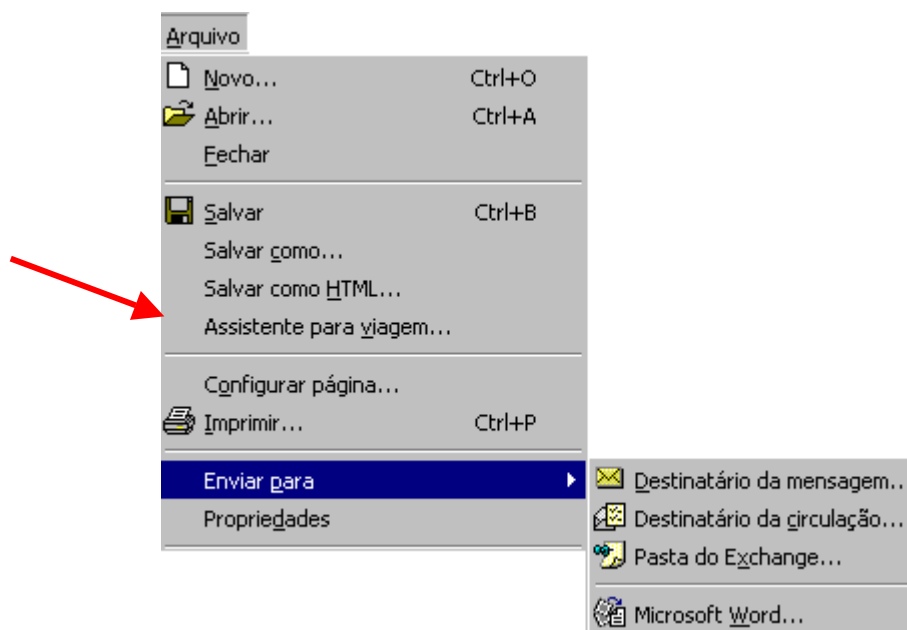 Arquivo
Novo... Ctrl+O
Abrir... Ctrl+A
Fechar
Salvar Ctrl+B
Salvar como...
Salvar como HTML...
Assistente para viagem...
Configurar página...
Imprimir... Ctrl+P
Enviar para
Propriedades
Destinatário da mensagem..
Destinatário da circulação...
Pasta do Exchange...
Microsoft Word...